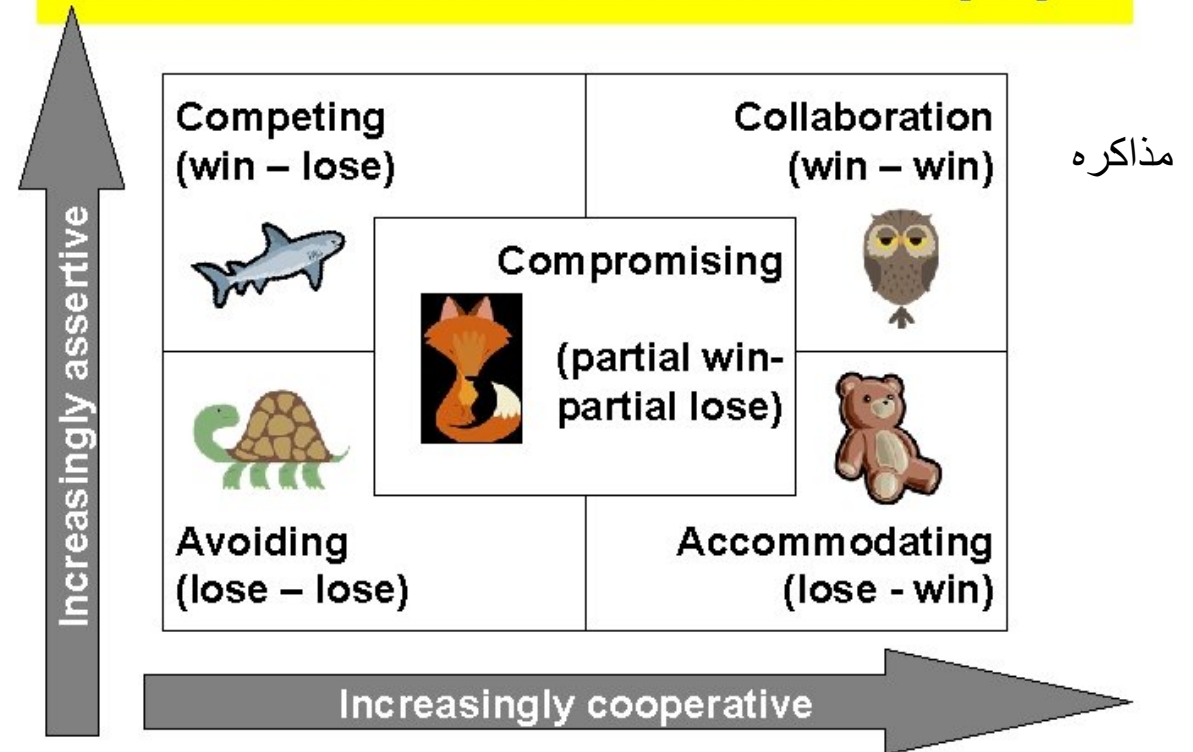 Competing
(win – lose)
Collaboration
(win – win)
مذاكره
Compromising
(partial win-
partial lose)
Avoiding
(lose – lose)
Accommodating
(lose - win)
Increasingly assertive
Increasingly cooperative